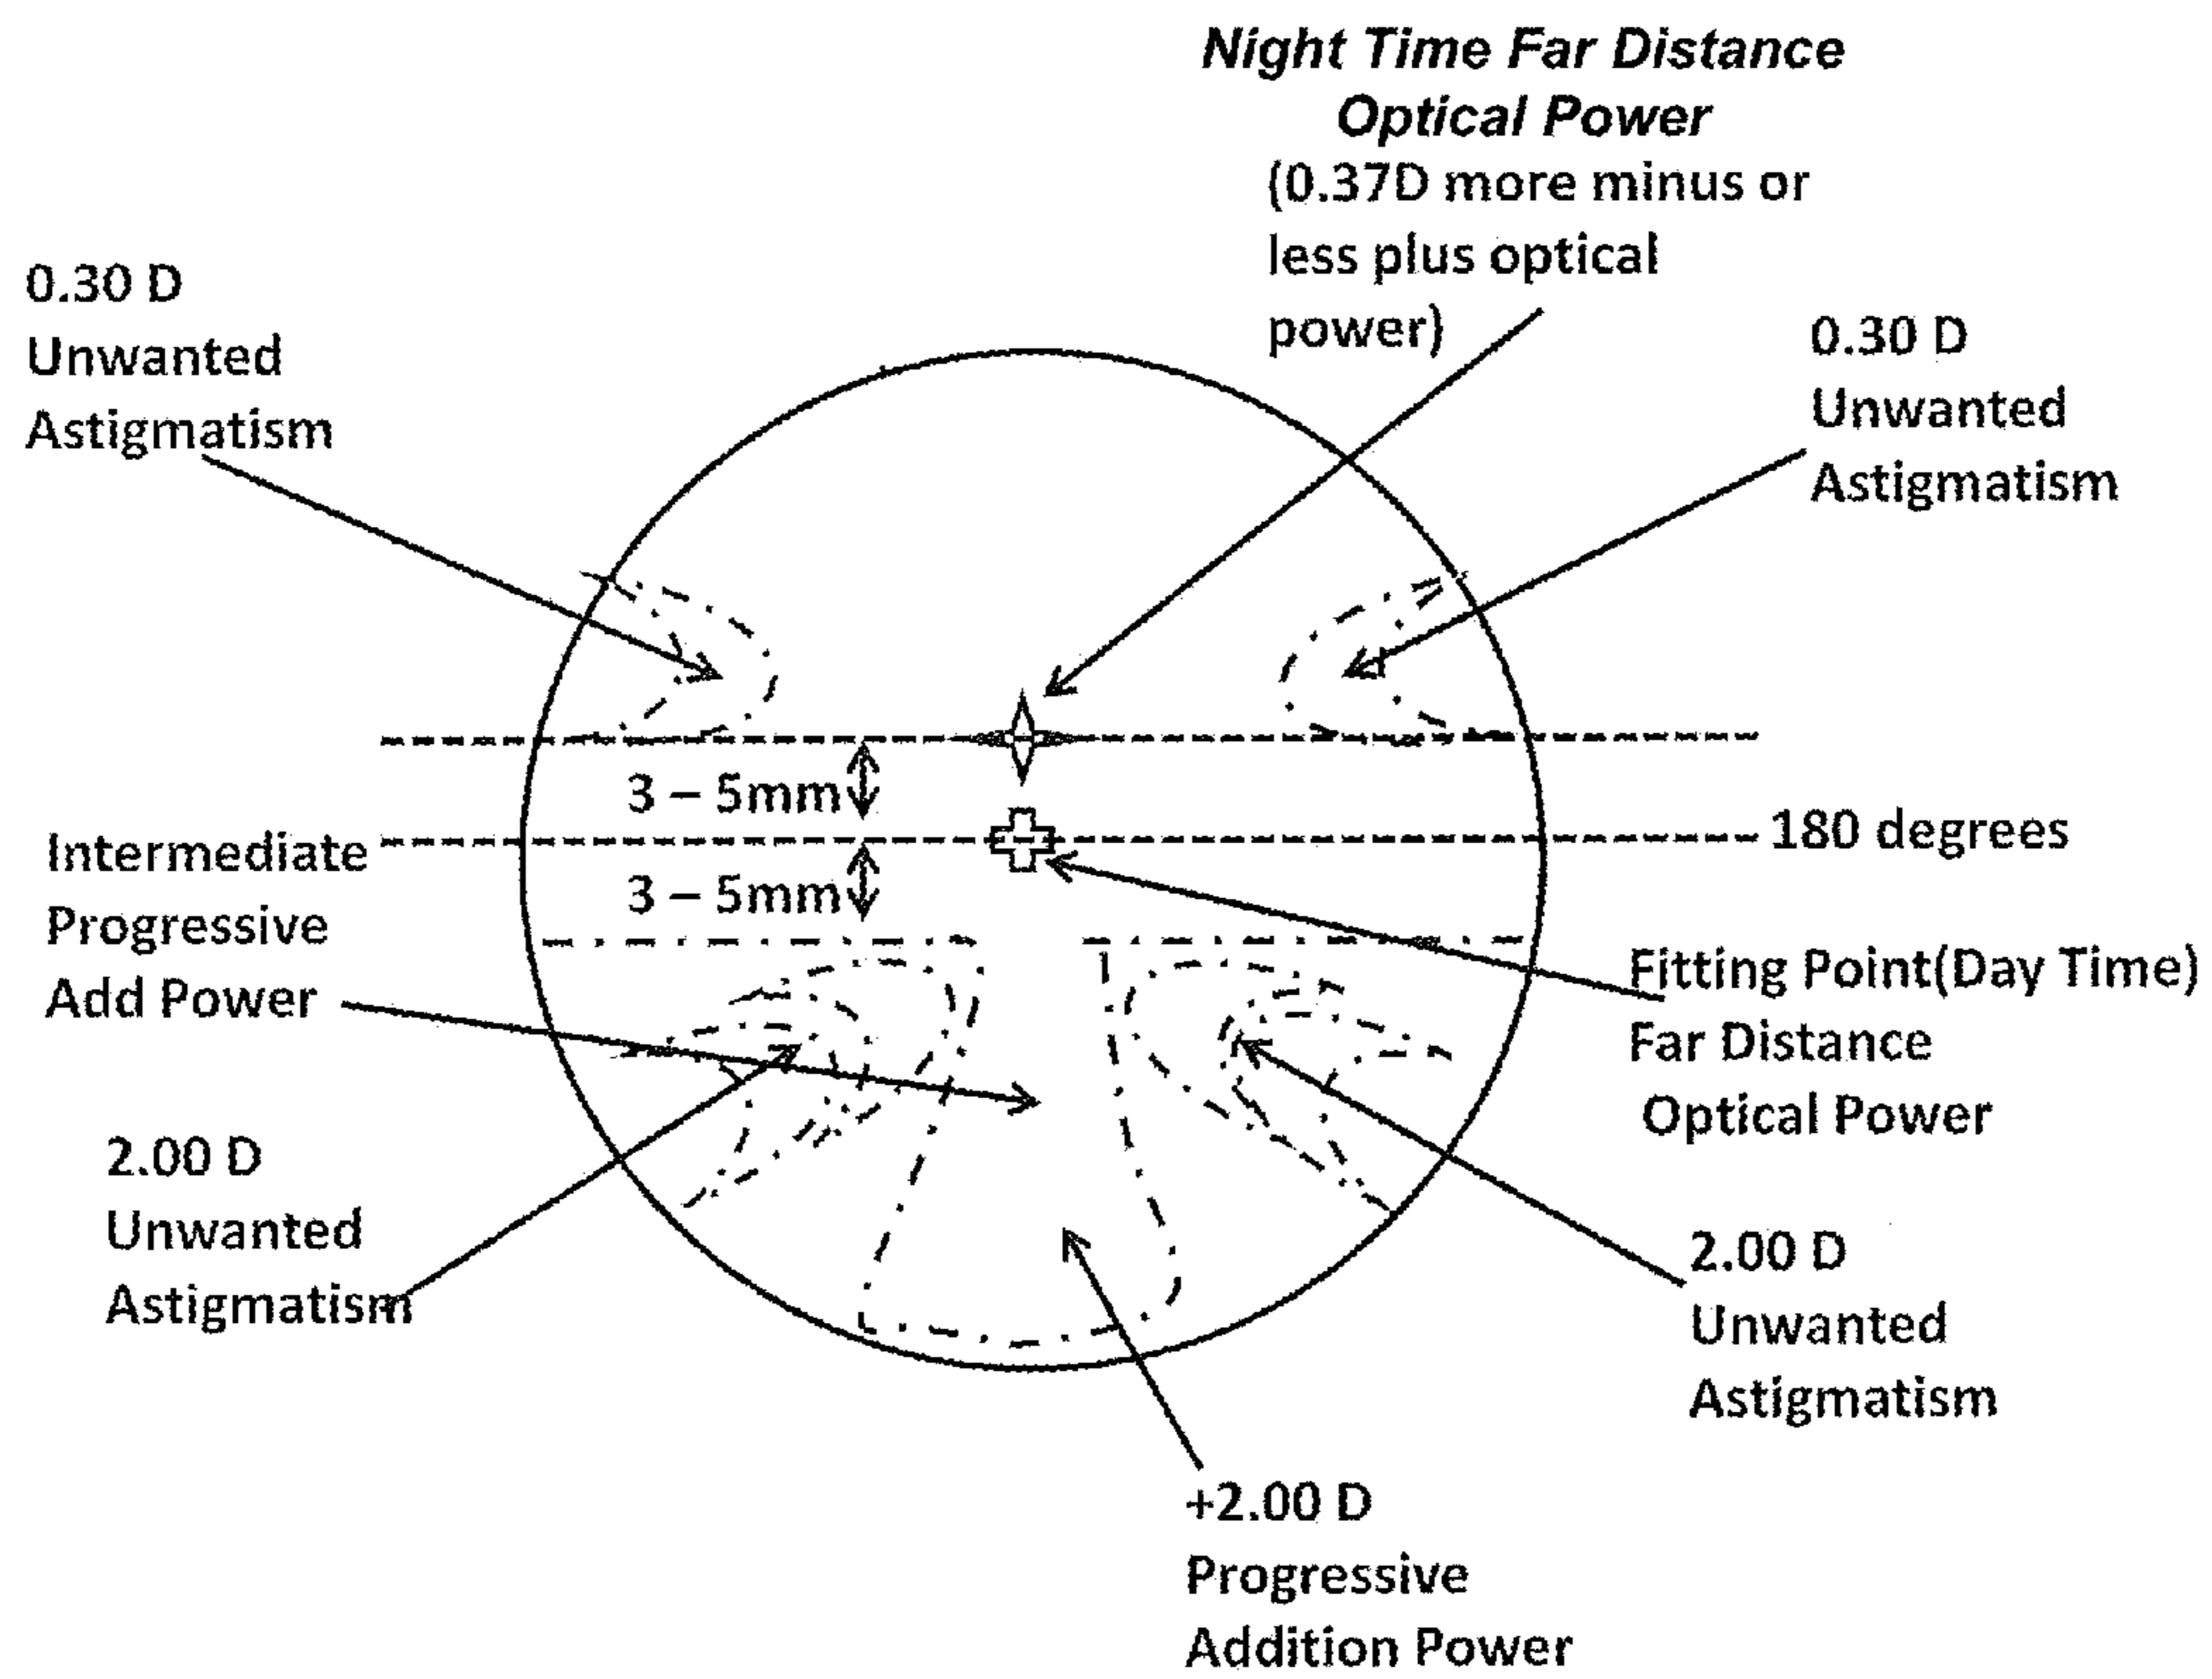 Night Time Far Distance
Optical Power
(0.37D more minus or
less plus optical
power)
0.30 D
Unwanted
Astigmatism
0.30 D
Unwanted
Astigmatism
3 – 5mm
180 degrees
3 – 5mm
Intermediate
Progressive
Add Power
Fitting Point(Day Time)
Far Distance
Optical Power
2.00 D
Unwanted
Astigmatism
2.00 D
Unwanted
Astigmatism
+2.00 D
Progressive
Addition Power